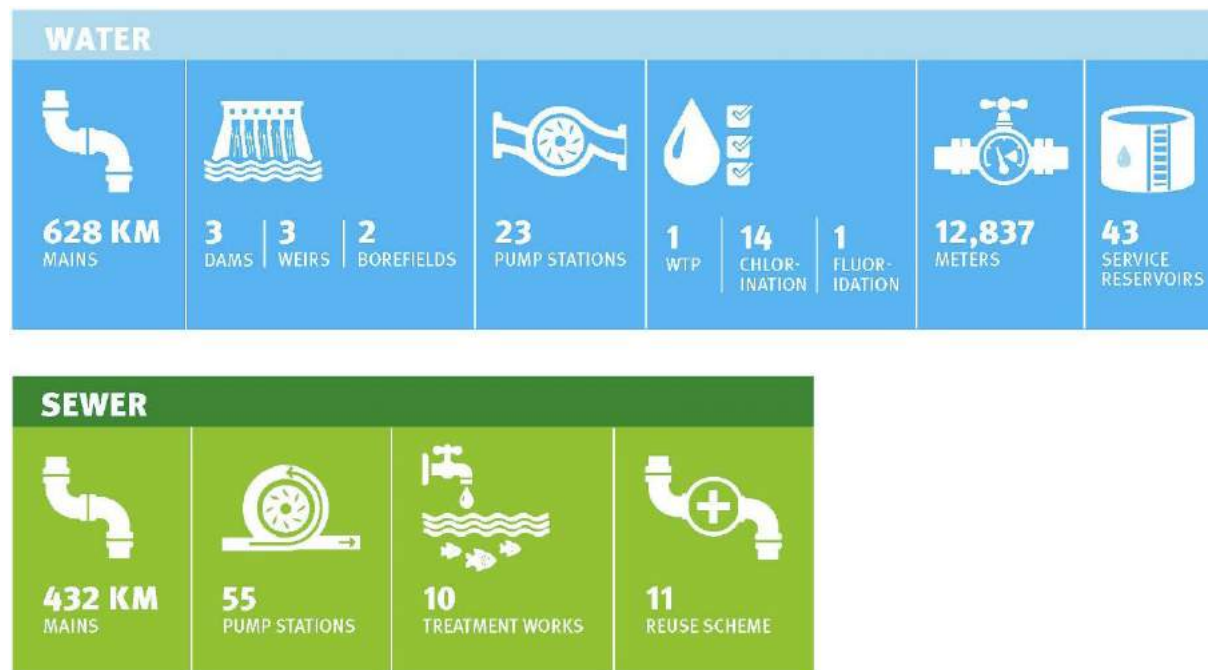 WATER
628 KM
MAINS
3
DAMS
3
WEIRS
2
BOREFIELDS
23
PUMP STATIONS
1
WTP
14
CHLOR-
INATION
1
FLUOR-
IDATION
12,837
METERS
43
SERVICE
RESERVOIRS
SEWER
432 KM
MAINS
55
PUMP STATIONS
10
TREATMENT WORKS
11
REUSE SCHEME